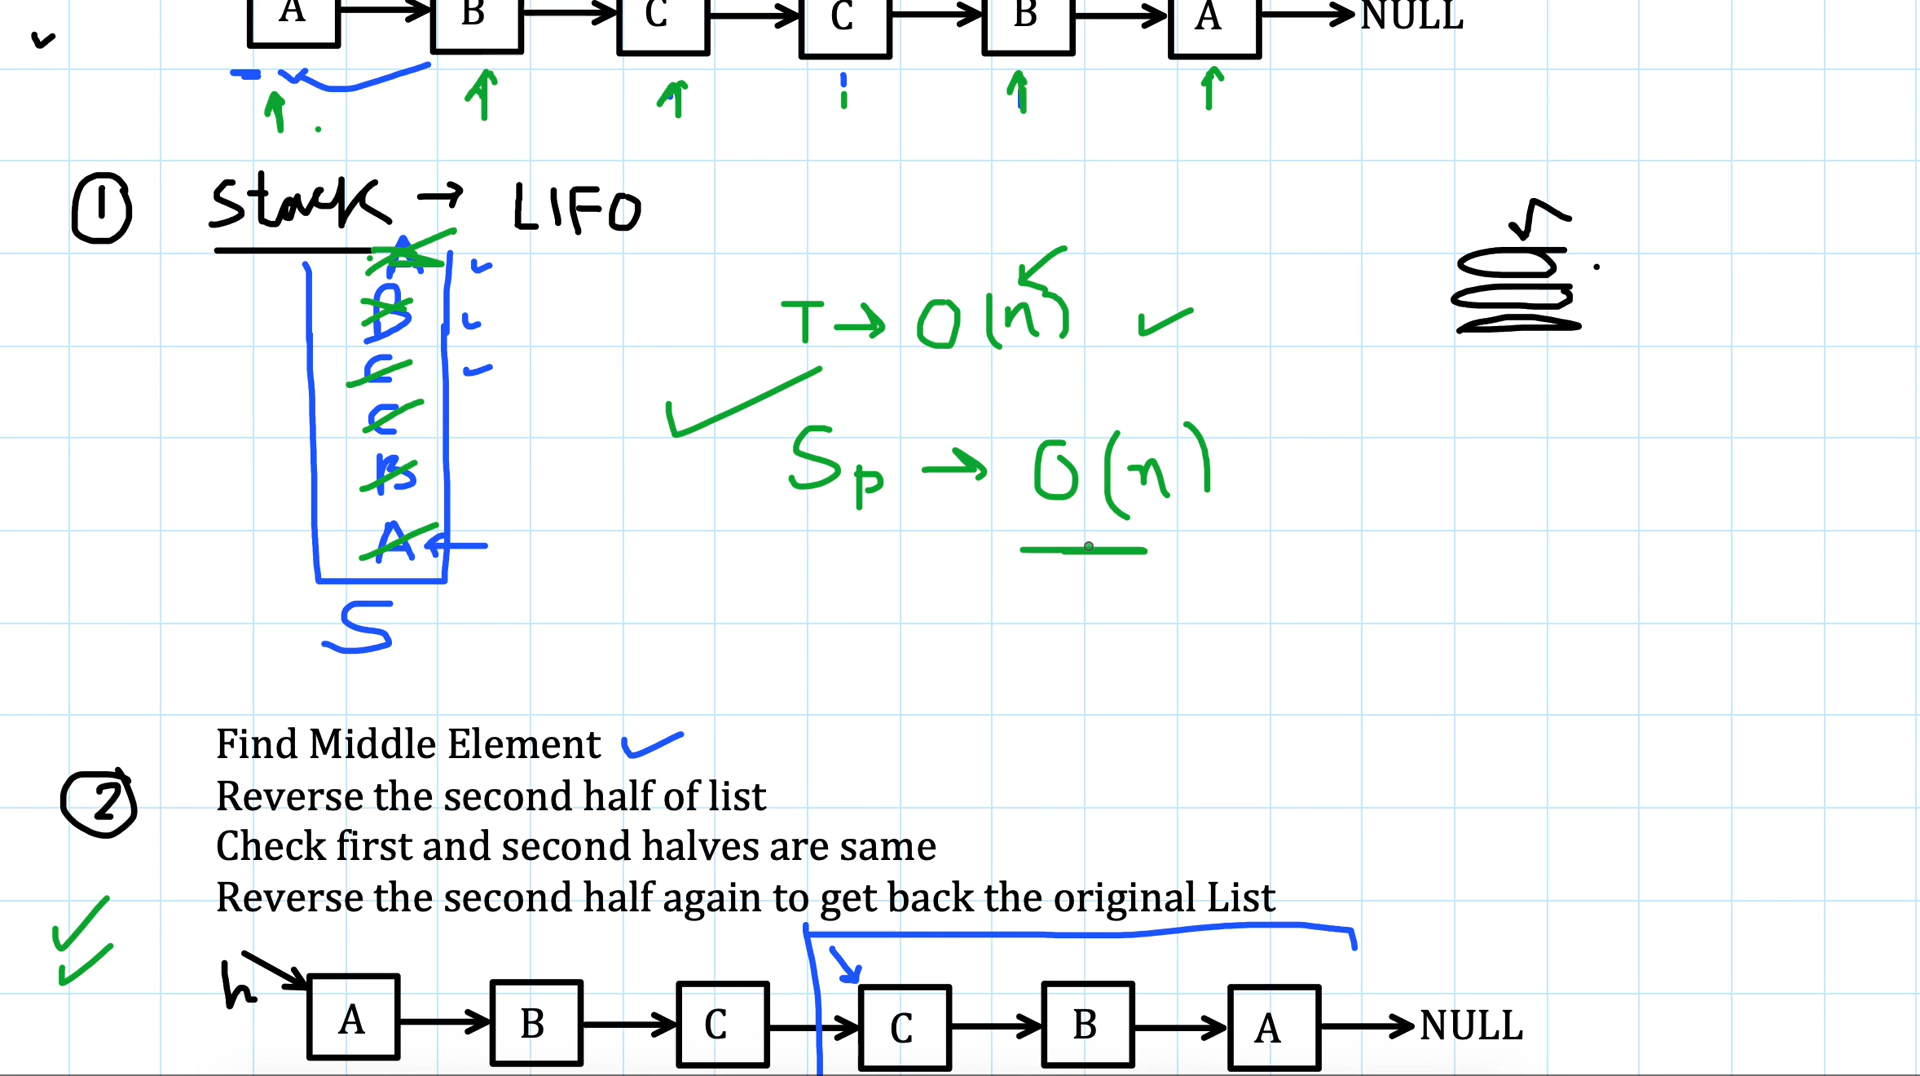 A B C C B A NULL
1 Stack → LIFO
A
B
C
C
B
A
S
T → O(n)
Sp → O(n)
Find Middle Element
2 Reverse the second half of list
Check first and second halves are same
Reverse the second half again to get back the original List
h
A B C C B A NULL